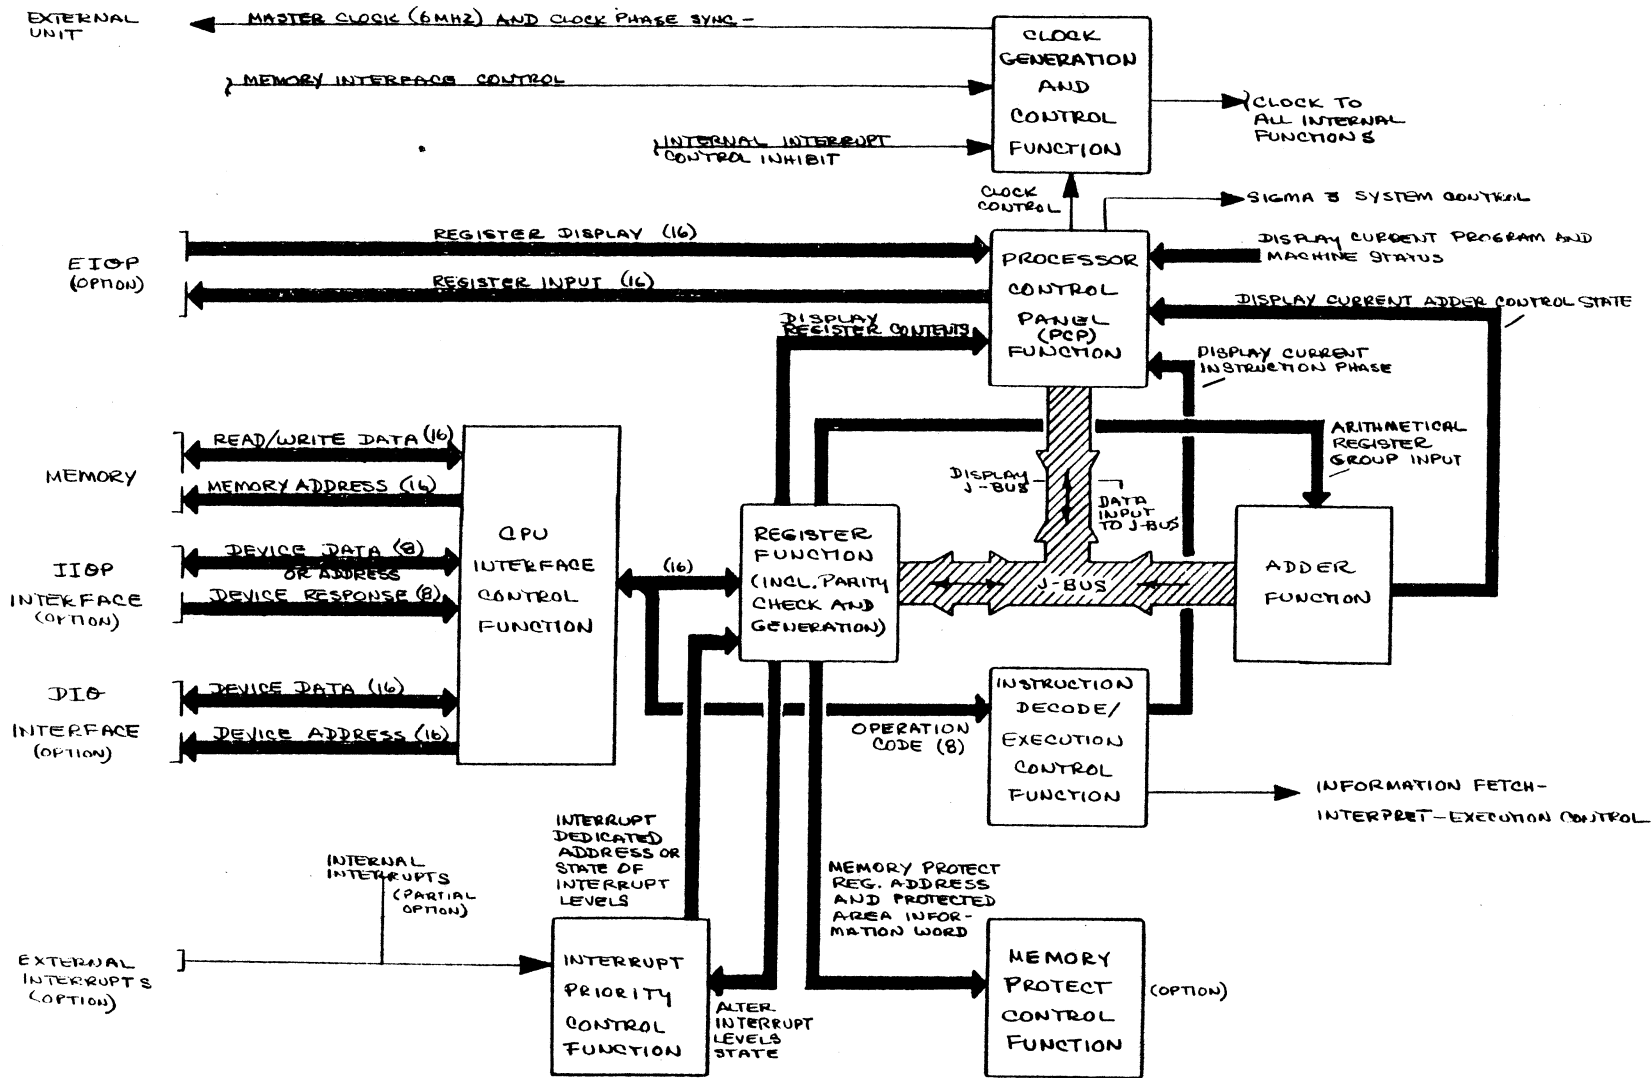 EXTERNAL
UNIT
MASTER CLOCK (6MHZ) AND CLOCK PHASE SYNC
MEMORY INTERFACE CONTROL
INTERNAL INTERRUPT
CONTROL INHIBIT
CLOCK
GENERATION
AND
CONTROL
FUNCTION
CLOCK TO
ALL INTERNAL
FUNCTIONS
CLOCK
CONTROL
SIGMA 3 SYSTEM CONTROL
EIOP
(OPTION)
REGISTER DISPLAY (16)
REGISTER INPUT (16)
PROCESSOR
CONTROL
PANEL
(PCP)
FUNCTION
DISPLAY CURRENT PROGRAM AND
MACHINE STATUS
DISPLAY CURRENT ADDER CONTROL STATE
DISPLAY
REGISTER CONTENTS
DISPLAY CURRENT
INSTRUCTION PHASE
ARITHMETICAL
REGISTER
GROUP INPUT
MEMORY
READ/WRITE DATA (16)
MEMORY ADDRESS (16)
IIOP
INTERFACE
(OPTION)
DEVICE DATA (8)
OR ADDRESS
DEVICE RESPONSE (8)
DIO
INTERFACE
(OPTION)
DEVICE DATA (16)
DEVICE ADDRESS (16)
CPU
INTERFACE
CONTROL
FUNCTION
(16)
REGISTER
FUNCTION
(INCL. PARITY
CHECK AND
GENERATION)
DISPLAY
J-BUS
DATA
INPUT
TO J-BUS
J-BUS
ADDER
FUNCTION
OPERATION
CODE (8)
INSTRUCTION
DECODE/
EXECUTION
CONTROL
FUNCTION
INFORMATION FETCH-
INTERPRET-EXECUTION CONTROL
INTERRUPT
DEDICATED
ADDRESS OR
STATE OF
INTERRUPT
LEVELS
INTERNAL
INTERRUPTS
(PARTIAL
OPTION)
EXTERNAL
INTERRUPTS
(OPTION)
INTERRUPT
PRIORITY
CONTROL
FUNCTION
ALTER
INTERRUPT
LEVELS
STATE
MEMORY PROTECT
REG. ADDRESS
AND PROTECTED
AREA INFOR-
MATION WORD
MEMORY
PROTECT
CONTROL
FUNCTION
(OPTION)